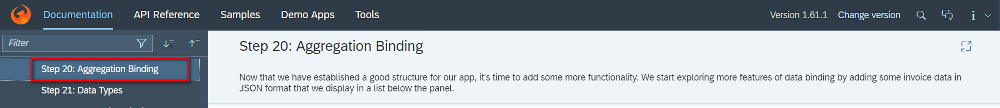 Documentation API Reference Samples Demo Apps Tools Version 1.61.1 Change version
Filter
Step 20: Aggregation Binding
Step 21: Data Types
Step 20: Aggregation Binding
Now that we have established a good structure for our app, it's time to add some more functionality. We start exploring more features of data binding by adding some invoice data in
JSON format that we display in a list below the panel.